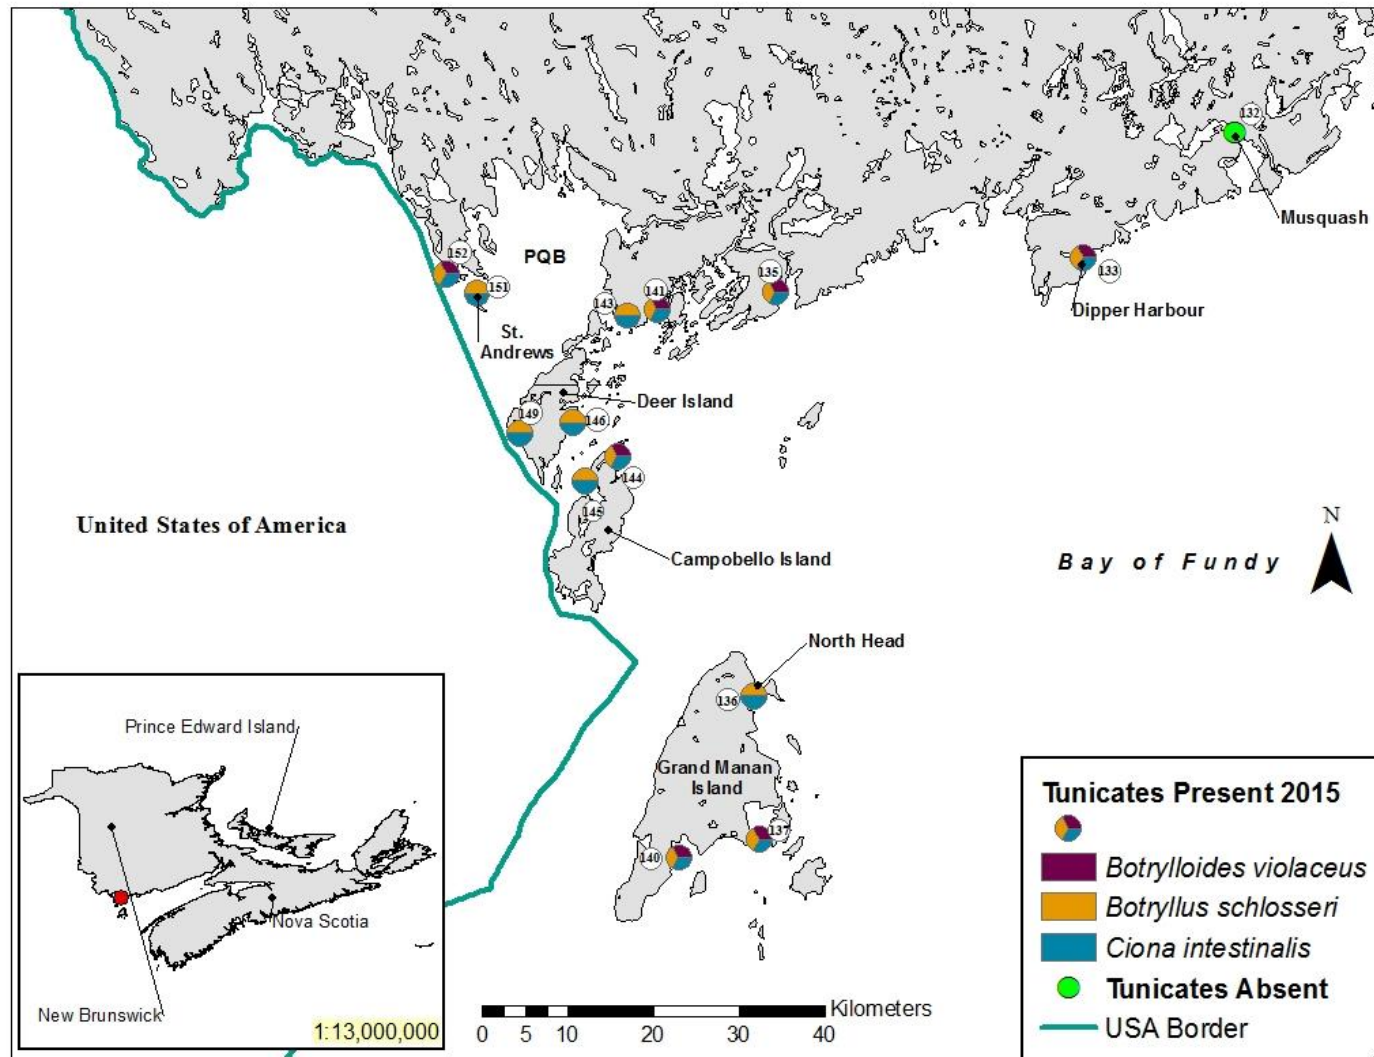 132
Musquash
152
PQB
151
135
141
143
133
Dipper Harbour
St.
Andrews
Deer Island
149
146
144
145
United States of America
Campobello Island
Bay of Fundy
N
North Head
136
Grand Manan
Island
137
140
Prince Edward Island
Nova Scotia
New Brunswick
1:13,000,000
Kilometers
0 5 10 20 30 40
Tunicates Present 2015
Botrylloides violaceus
Botryllus schlosseri
Ciona intestinalis
Tunicates Absent
USA Border